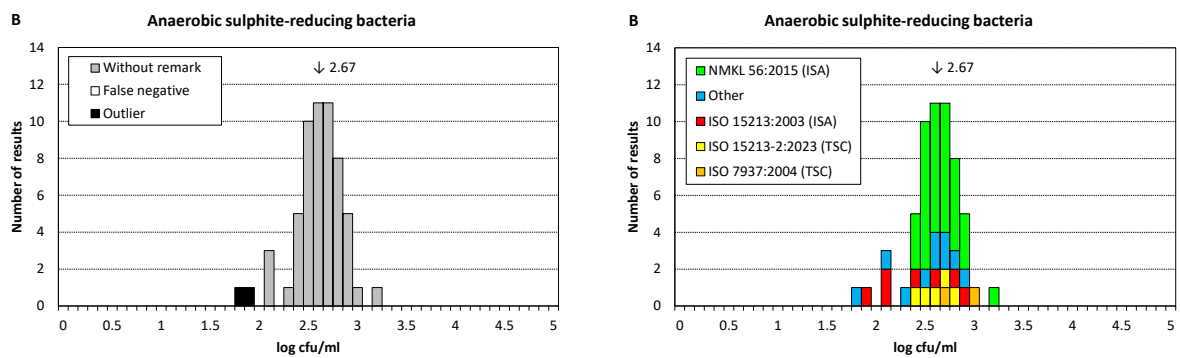 B Anaerobic sulphite-reducing bacteria
Number of results
14
12
10
8
6
4
2
0
Without remark
False negative
Outlier
↓ 2.67
0 0.5 1 1.5 2 2.5 3 3.5 4 4.5 5
log cfu/ml
B Anaerobic sulphite-reducing bacteria
Number of results
14
12
10
8
6
4
2
0
NMKL 56:2015 (ISA)
Other
ISO 15213:2003 (ISA)
ISO 15213-2:2023 (TSC)
ISO 7937:2004 (TSC)
↓ 2.67
0 0.5 1 1.5 2 2.5 3 3.5 4 4.5 5
log cfu/ml